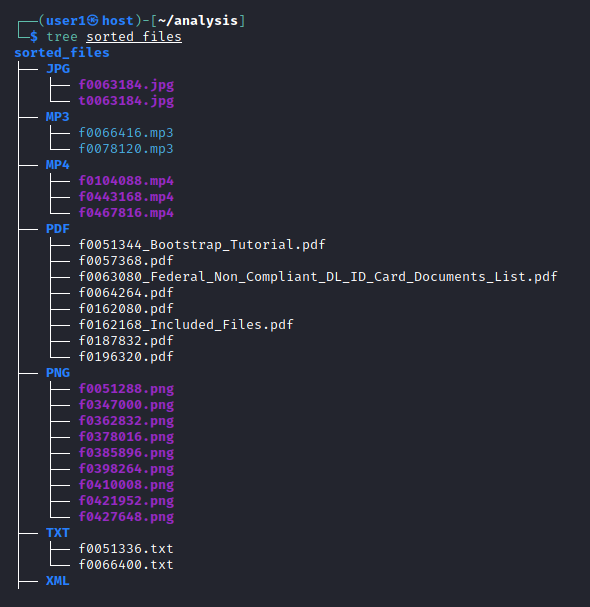 ┌──(user1㉿host)-[~/analysis]
└─$ tree sorted_files
sorted_files
├── JPG
│   ├── f0063184.jpg
│   └── t0063184.jpg
├── MP3
│   ├── f0066416.mp3
│   └── f0078120.mp3
├── MP4
│   ├── f0104088.mp4
│   ├── f0443168.mp4
│   └── f0467816.mp4
├── PDF
│   ├── f0051344_Bootstrap_Tutorial.pdf
│   ├── f0057368.pdf
│   ├── f0063080_Federal_Non_Compliant_DL_ID_Card_Documents_List.pdf
│   ├── f0064264.pdf
│   ├── f0162080.pdf
│   ├── f0162168_Included_Files.pdf
│   ├── f0187832.pdf
│   └── f0196320.pdf
├── PNG
│   ├── f0051288.png
│   ├── f0347000.png
│   ├── f0362832.png
│   ├── f0378016.png
│   ├── f0385896.png
│   ├── f0398264.png
│   ├── f0410008.png
│   ├── f0421952.png
│   └── f0427648.png
├── TXT
│   ├── f0051336.txt
│   └── f0066400.txt
├── XML